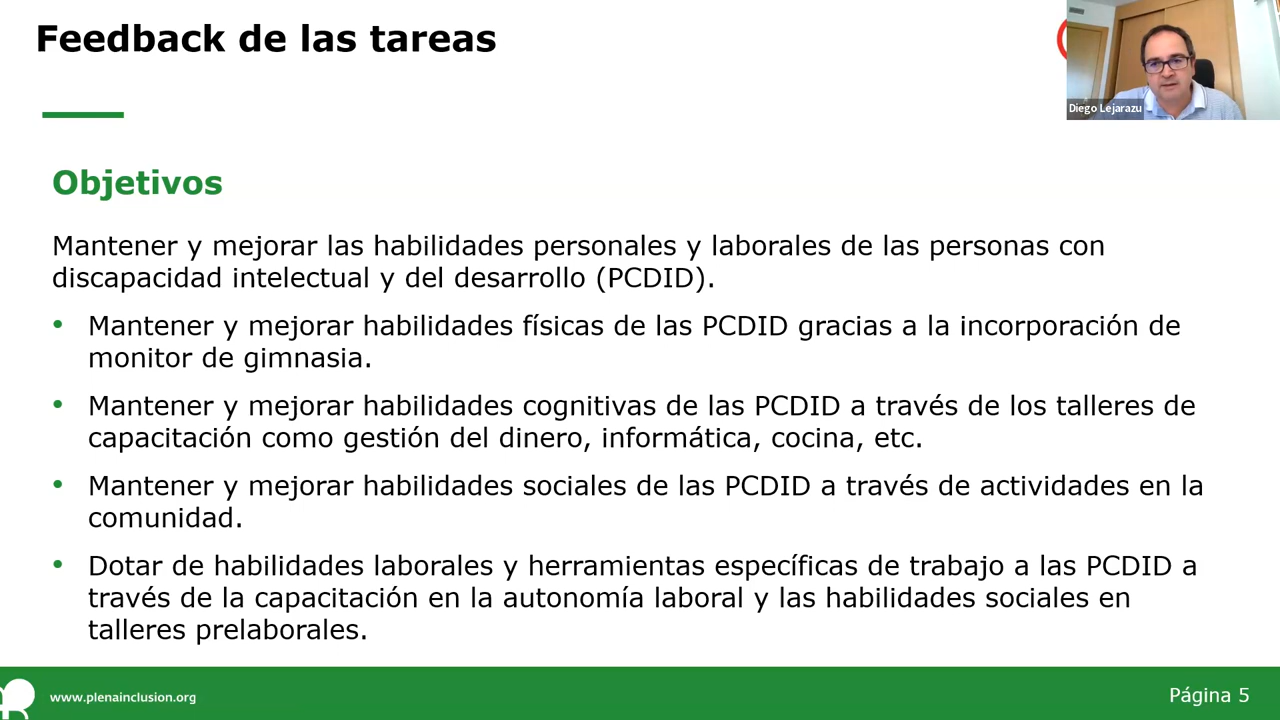 Feedback de las tareas
Diego Lejarazu
Objetivos
Mantener y mejorar las habilidades personales y laborales de las personas con
discapacidad intelectual y del desarrollo (PCDID).
• Mantener y mejorar habilidades físicas de las PCDID gracias a la incorporación de
monitor de gimnasia.
• Mantener y mejorar habilidades cognitivas de las PCDID a través de los talleres de
capacitación como gestión del dinero, informática, cocina, etc.
• Mantener y mejorar habilidades sociales de las PCDID a través de actividades en la
comunidad.
• Dotar de habilidades laborales y herramientas específicas de trabajo a las PCDID a
través de la capacitación en la autonomía laboral y las habilidades sociales en
talleres prelaborales.
www.plenainclusion.org
Página 5